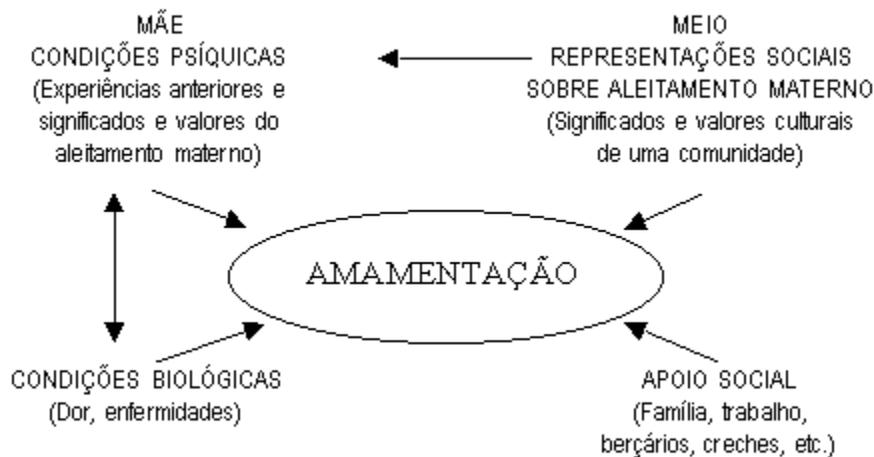 MÃE
CONDIÇÕES PSÍQUICAS
(Experiências anteriores e
significados e valores do
aleitamento materno)
MEIO
REPRESENTAÇÕES SOCIAIS
SOBRE ALEITAMENTO MATERNO
(Significados e valores culturais
de uma comunidade)
AMAMENTAÇÃO
CONDIÇÕES BIOLÓGICAS
(Dor, enfermidades)
APOIO SOCIAL
(Família, trabalho,
berçários, creches, etc.)